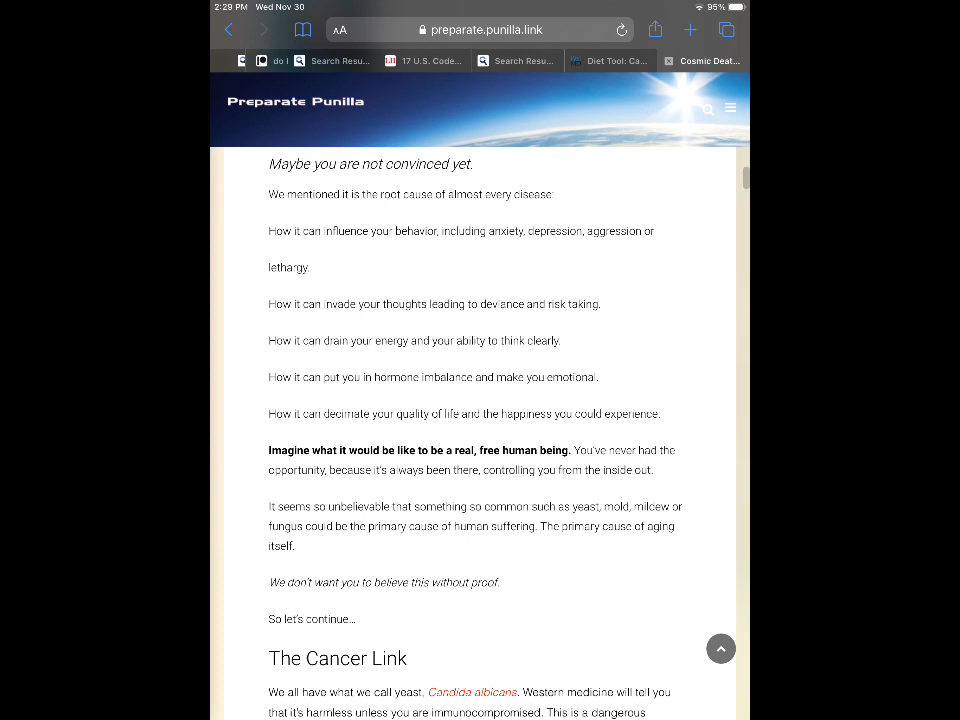 2:29 PM Wed Nov 30 95%
AA preparate.punilla.link
do I Search Resu... LII 17 U.S. Code... Search Resu... Diet Tool: Ca... Cosmic Deat...
Preparate Punilla
Maybe you are not convinced yet.
We mentioned it is the root cause of almost every disease:
How it can influence your behavior, including anxiety, depression, aggression or
lethargy.
How it can invade your thoughts leading to deviance and risk taking.
How it can drain your energy and your ability to think clearly.
How it can put you in hormone imbalance and make you emotional.
How it can decimate your quality of life and the happiness you could experience.
Imagine what it would be like to be a real, free human being. You've never had the
opportunity, because it's always been there, controlling you from the inside out.
It seems so unbelievable that something so common such as yeast, mold, mildew or
fungus could be the primary cause of human suffering. The primary cause of aging
itself.
We don't want you to believe this without proof.
So let's continue...
The Cancer Link
We all have what we call yeast, Candida albicans. Western medicine will tell you
that it's harmless unless you are immunocompromised. This is a dangerous